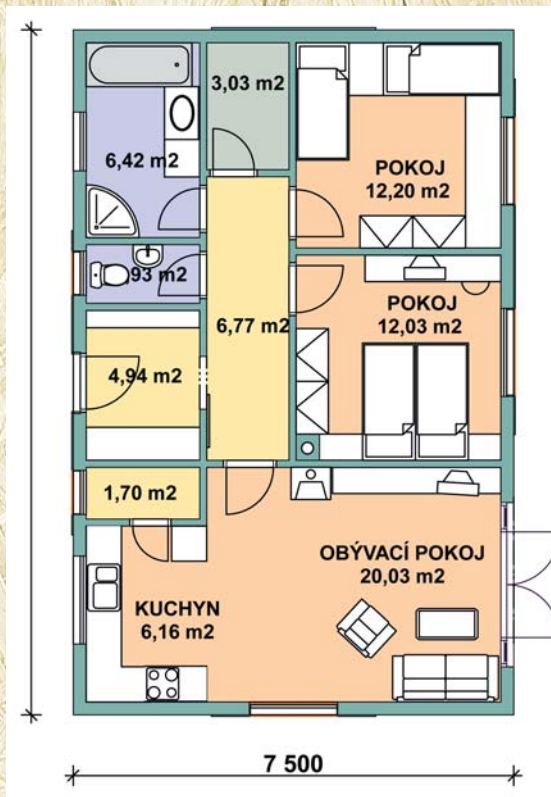 3,03 m2
6,42 m2
POKOJ
12,20 m2
,93 m2
6,77 m2
POKOJ
12,03 m2
4,94 m2
1,70 m2
OBÝVACÍ POKOJ
20,03 m2
KUCHYN
6,16 m2
7 500